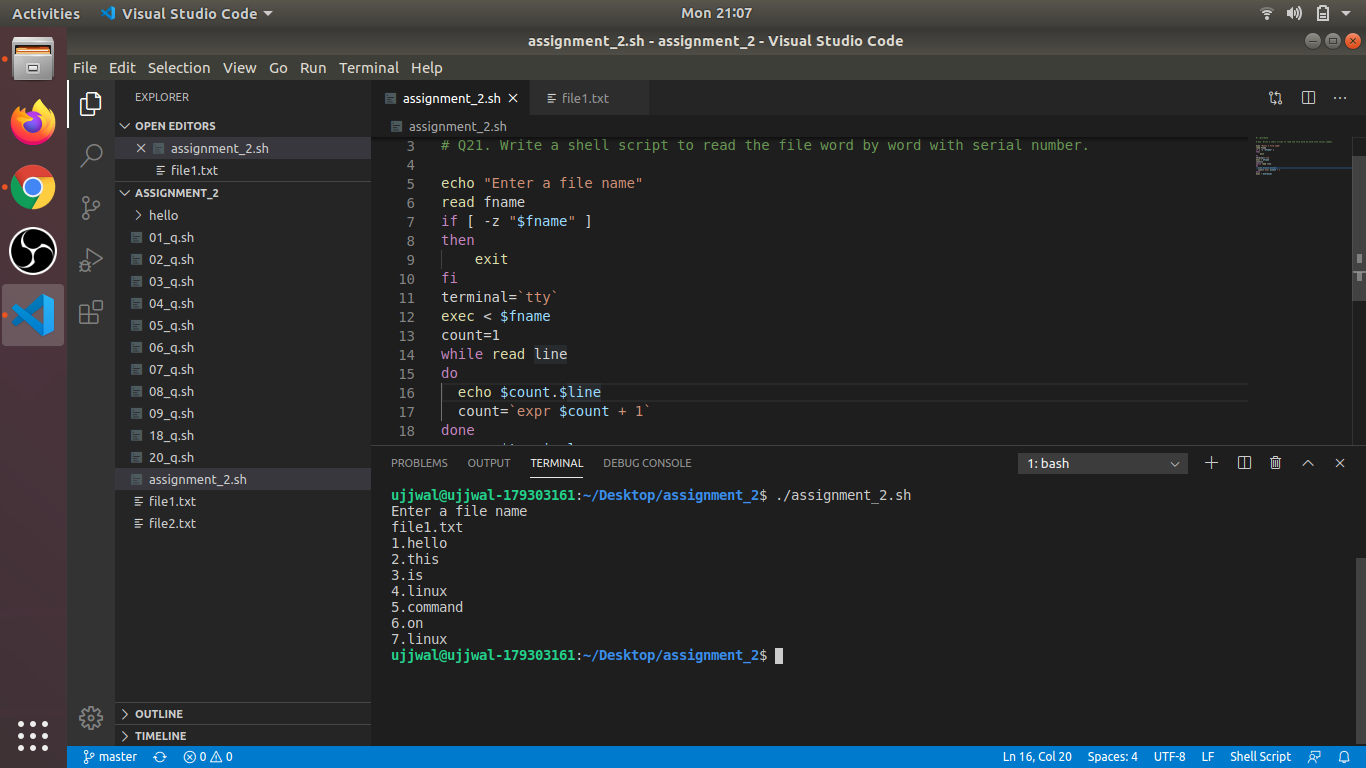 Activities Visual Studio Code Mon 21:07
assignment_2.sh - assignment_2 - Visual Studio Code
File Edit Selection View Go Run Terminal Help
EXPLORER
OPEN EDITORS
assignment_2.sh
file1.txt
ASSIGNMENT_2
hello
01_q.sh
02_q.sh
03_q.sh
04_q.sh
05_q.sh
06_q.sh
07_q.sh
08_q.sh
09_q.sh
18_q.sh
20_q.sh
assignment_2.sh
file1.txt
file2.txt
OUTLINE
TIMELINE
assignment_2.sh file1.txt
assignment_2.sh
3 # Q21. Write a shell script to read the file word by word with serial number.
4
5 echo "Enter a file name"
6 read fname
7 if [ -z "$fname" ]
8 then
9 exit
10 fi
11 terminal=`tty`
12 exec < $fname
13 count=1
14 while read line
15 do
16 echo $count.$line
17 count=`expr $count + 1`
18 done
PROBLEMS OUTPUT TERMINAL DEBUG CONSOLE 1: bash
ujjwal@ujjwal-179303161:~/Desktop/assignment_2$ ./assignment_2.sh
Enter a file name
file1.txt
1.hello
2.this
3.is
4.linux
5.command
6.on
7.linux
ujjwal@ujjwal-179303161:~/Desktop/assignment_2$
master 0 0 Ln 16, Col 20 Spaces: 4 UTF-8 LF Shell Script